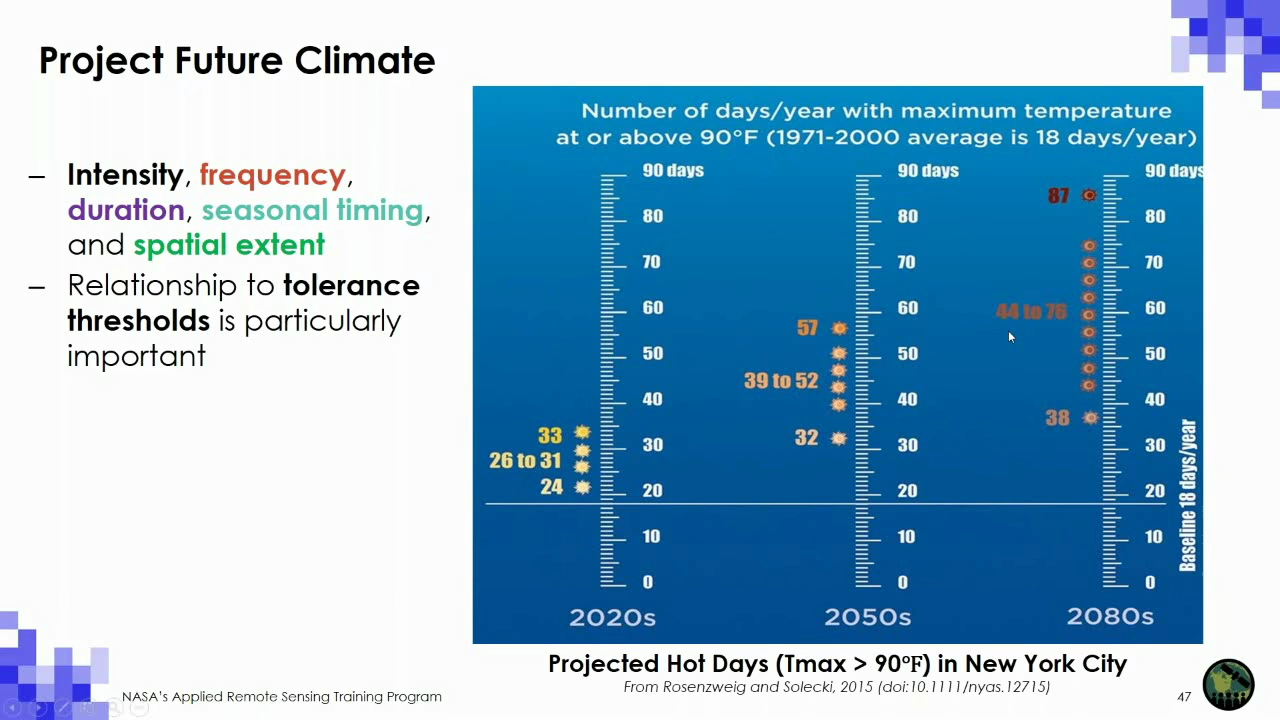 Project Future Climate
– Intensity, frequency,
duration, seasonal timing,
and spatial extent
– Relationship to tolerance
thresholds is particularly
important
Number of days/year with maximum temperature
at or above 90°F (1971-2000 average is 18 days/year)
90 days
80
70
60
50
40
30
20
10
0
33
26 to 31
24
2020s
90 days
80
70
60
50
40
30
20
10
0
57
39 to 52
32
2050s
90 days
80
70
60
50
40
30
20
10
0
87
44 to 76
38
2080s
Baseline 18 days/year
Projected Hot Days (Tmax > 90°F) in New York City
From Rosenzweig and Solecki, 2015 (doi:10.1111/nyas.12715)
NASA's Applied Remote Sensing Training Program
47